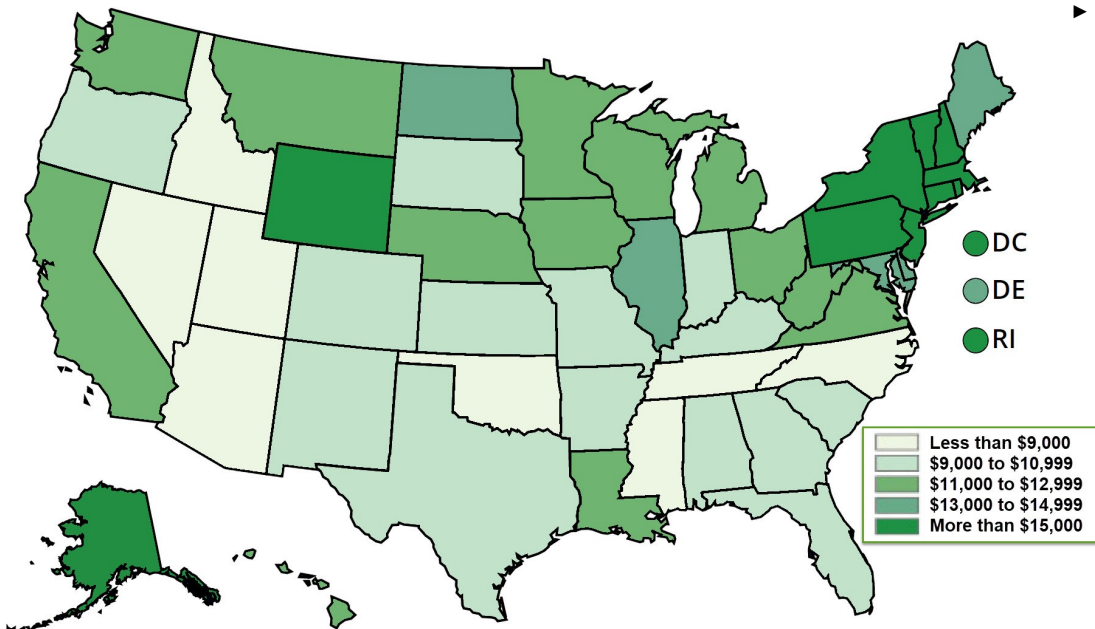 DC
DE
RI
Less than $9,000
$9,000 to $10,999
$11,000 to $12,999
$13,000 to $14,999
More than $15,000